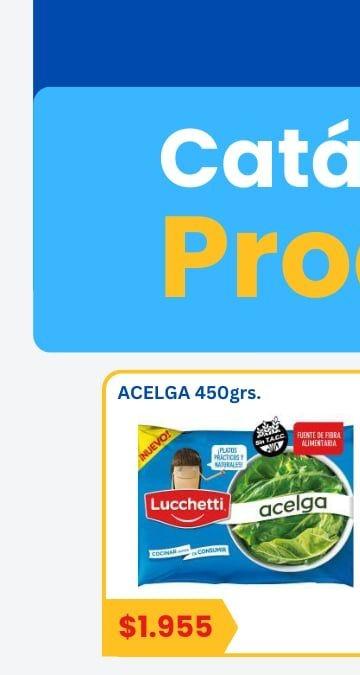 Catá
Pro
ACELGA 450grs.
¡NUEVO!
¡PLATOS
PRÁCTICOS Y
NATURALES!
Sin T.A.C.C.
FUENTE DE FIBRA
ALIMENTARIA
Lucchetti
acelga
COCINAR ANTES DE CONSUMIR
$1.955